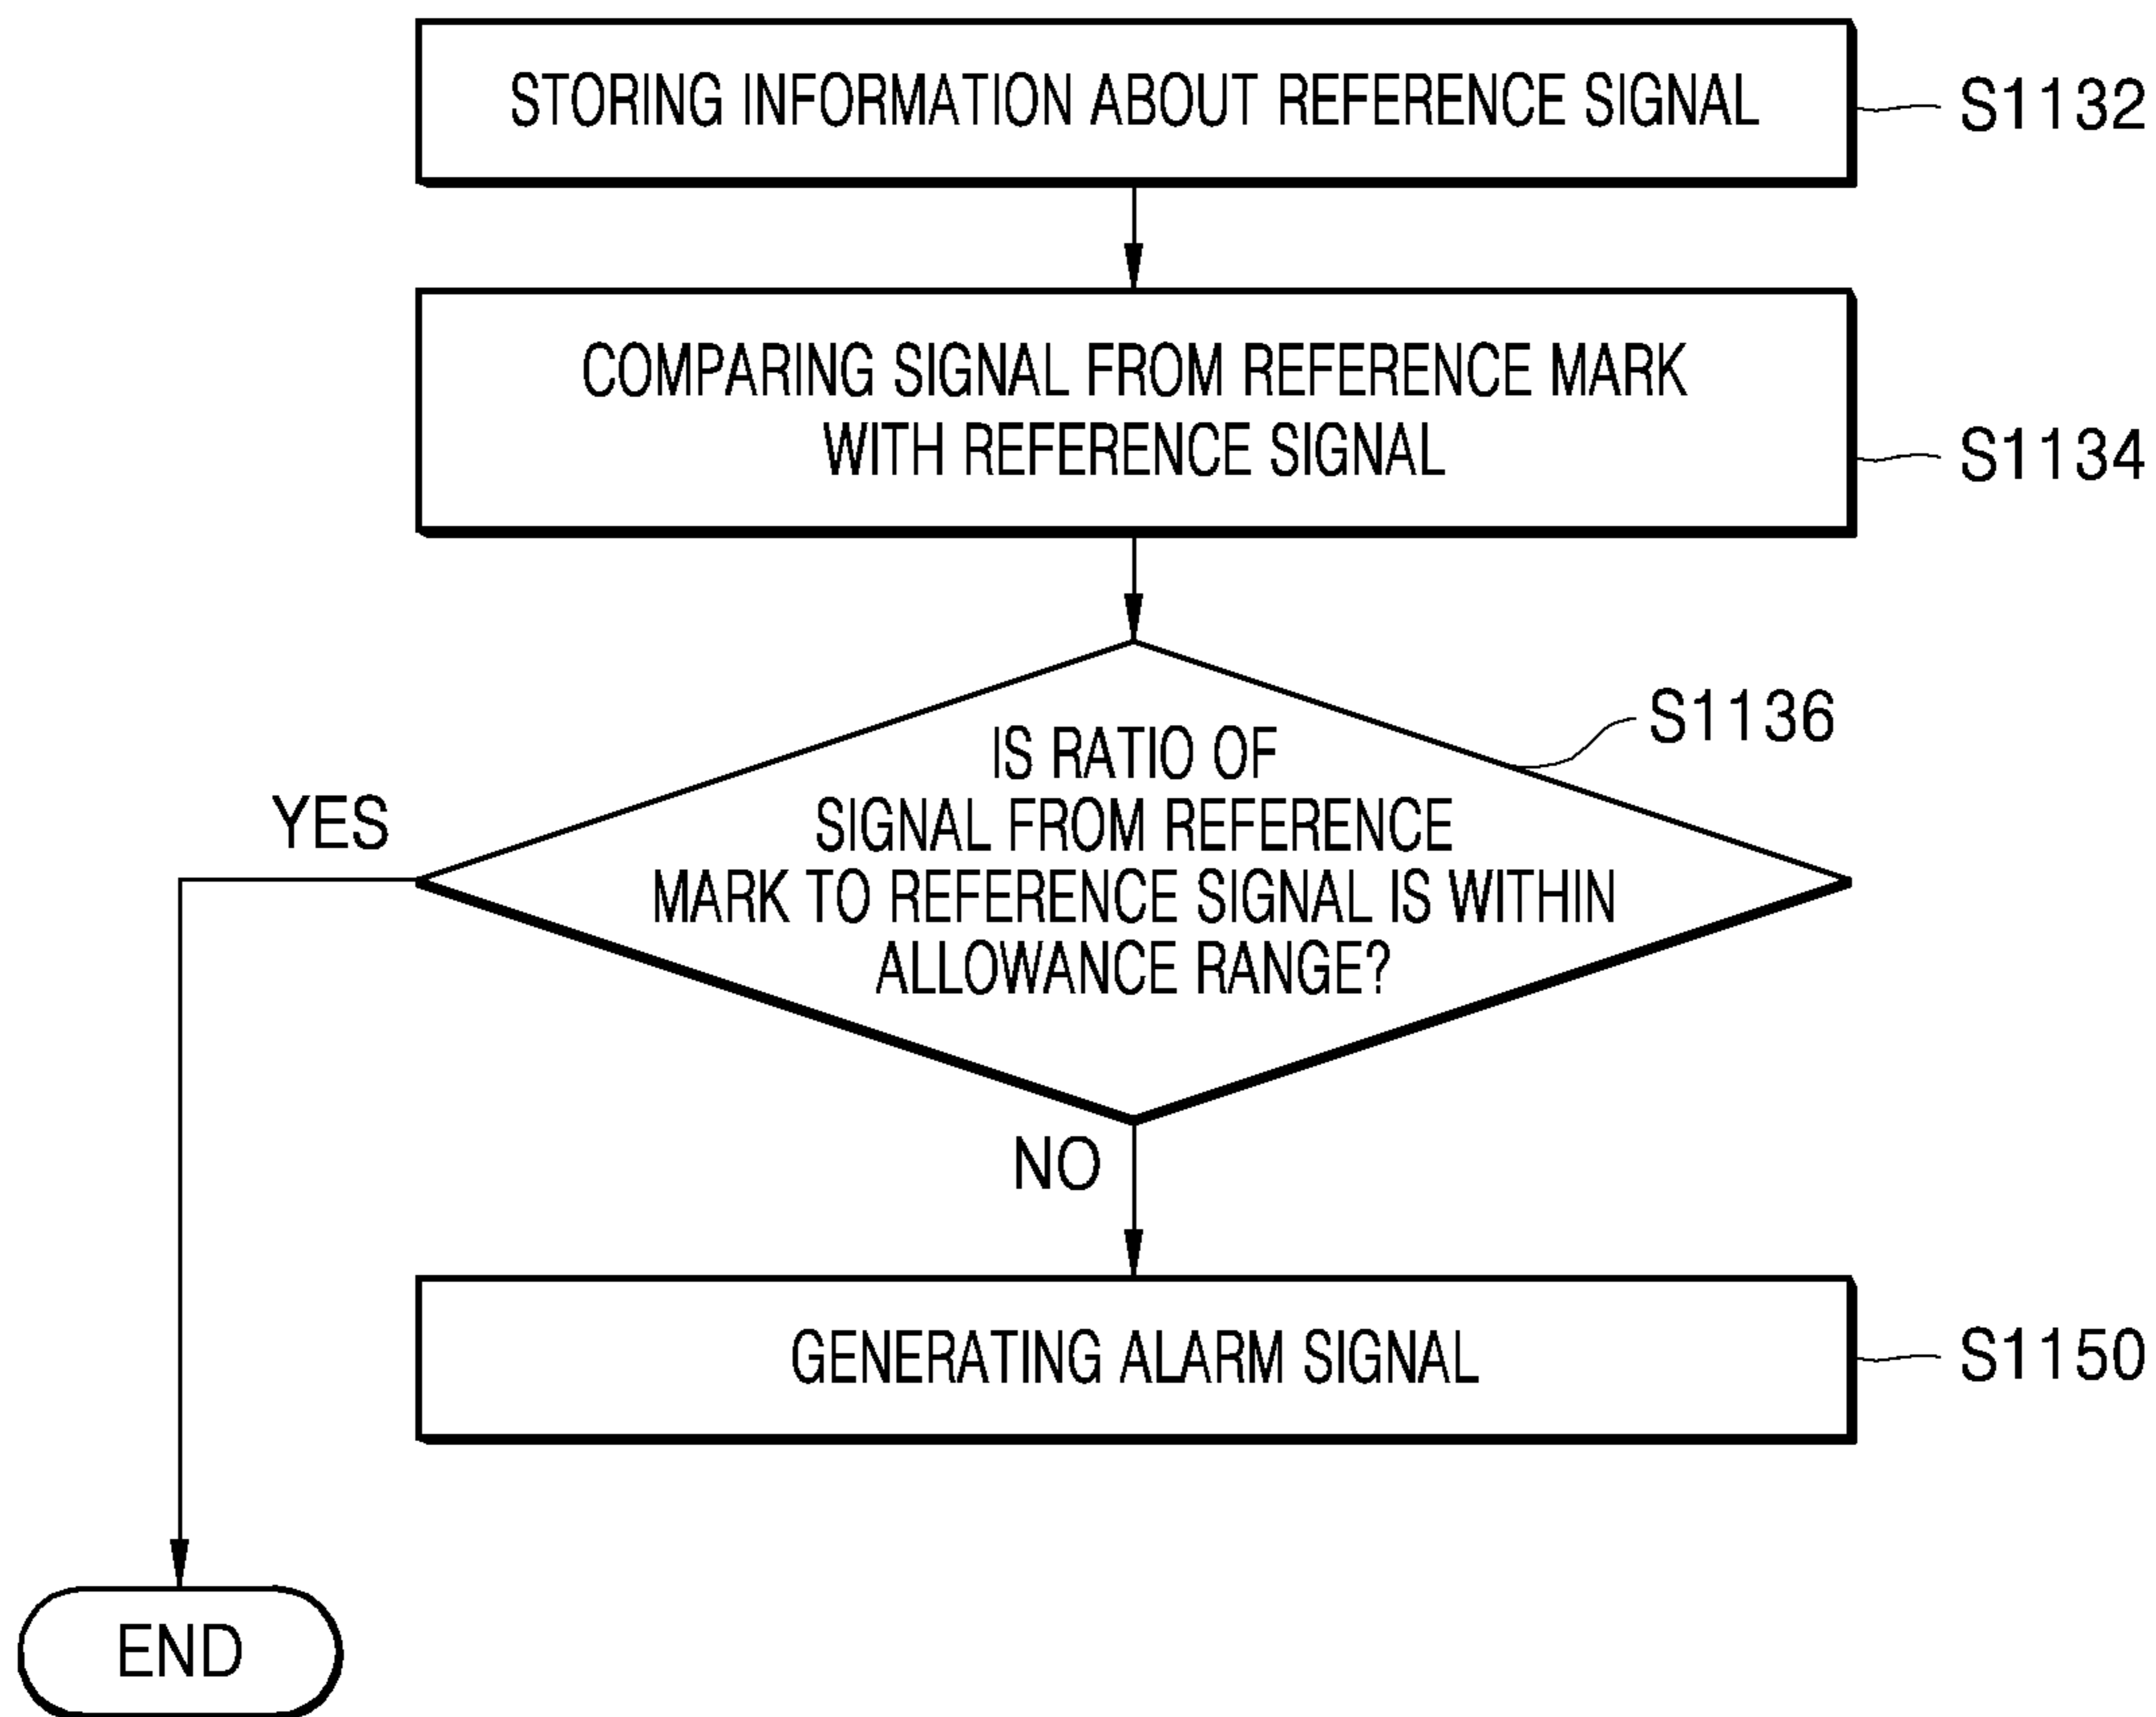 STORING INFORMATION ABOUT REFERENCE SIGNAL
S1132
COMPARING SIGNAL FROM REFERENCE MARK
WITH REFERENCE SIGNAL
S1134
S1136
IS RATIO OF
SIGNAL FROM REFERENCE
MARK TO REFERENCE SIGNAL IS WITHIN
ALLOWANCE RANGE?
YES
NO
GENERATING ALARM SIGNAL
S1150
END